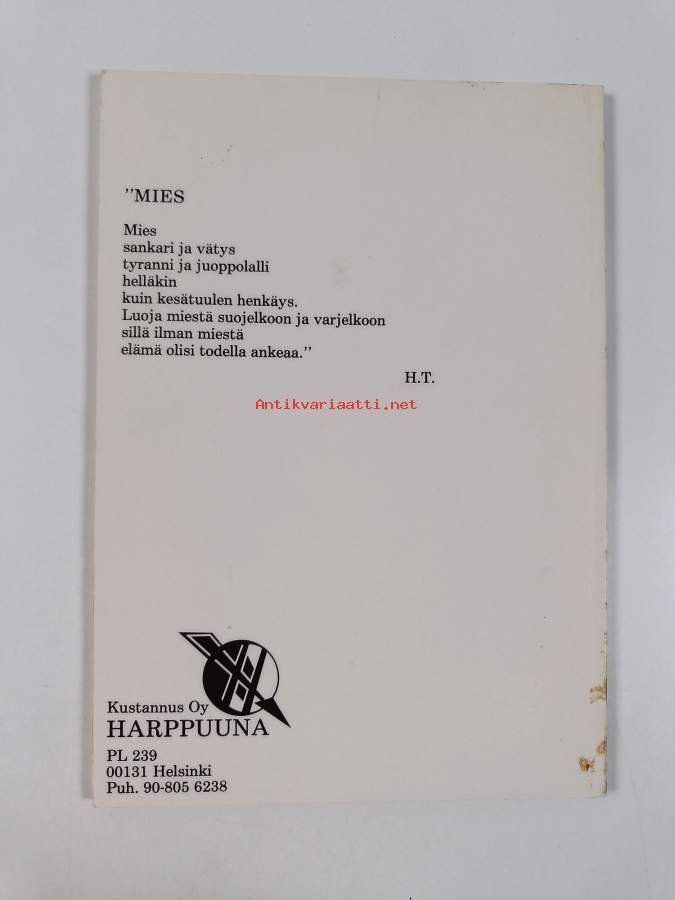 "MIES
Mies
sankari ja vätys
tyranni ja juoppolalli
helläkin
kuin kesätuulen henkäys.
Luoja miestä suojelkoon ja varjelkoon
sillä ilman miestä
elämä olisi todella ankeaa."
H.T.
Antikvariaatti.net
Kustannus Oy
HARPPUUNA
PL 239
00131 Helsinki
Puh. 90-805 6238